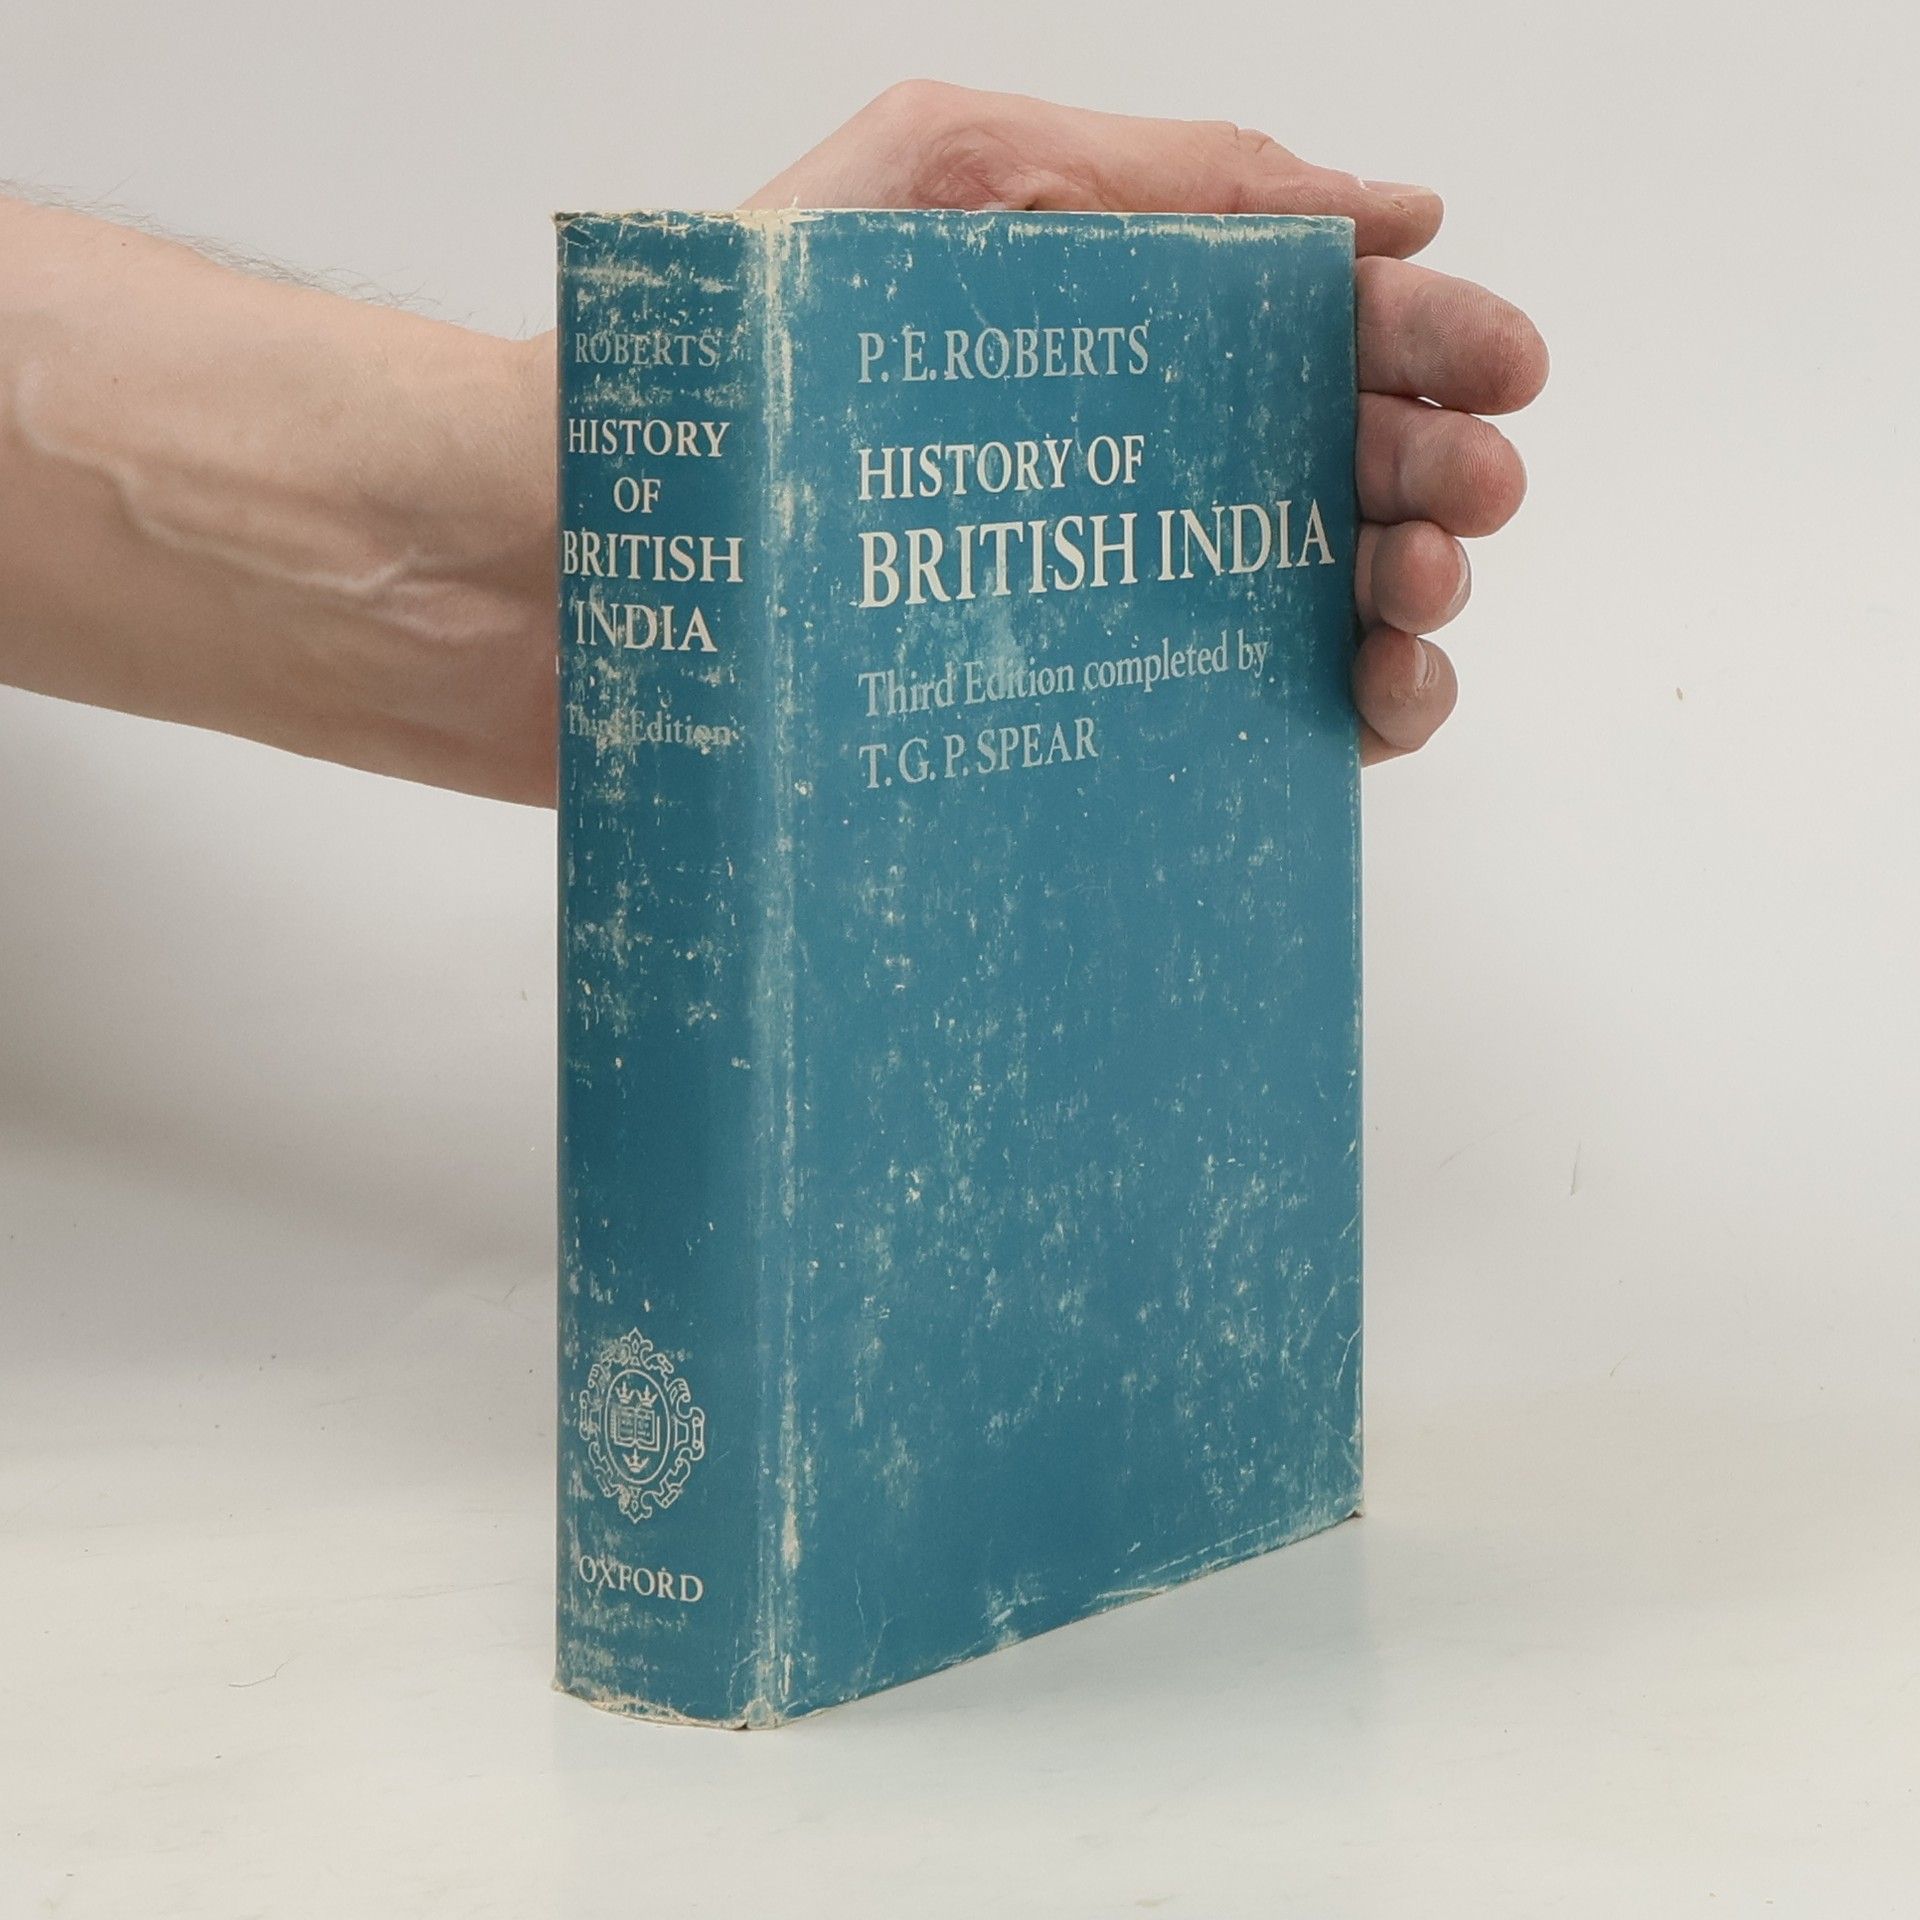 ROBERTS
HISTORY
OF
BRITISH
INDIA
Third Edition
OXFORD
P. E. ROBERTS
HISTORY OF
BRITISH INDIA
Third Edition completed by
T. G. P. SPEAR